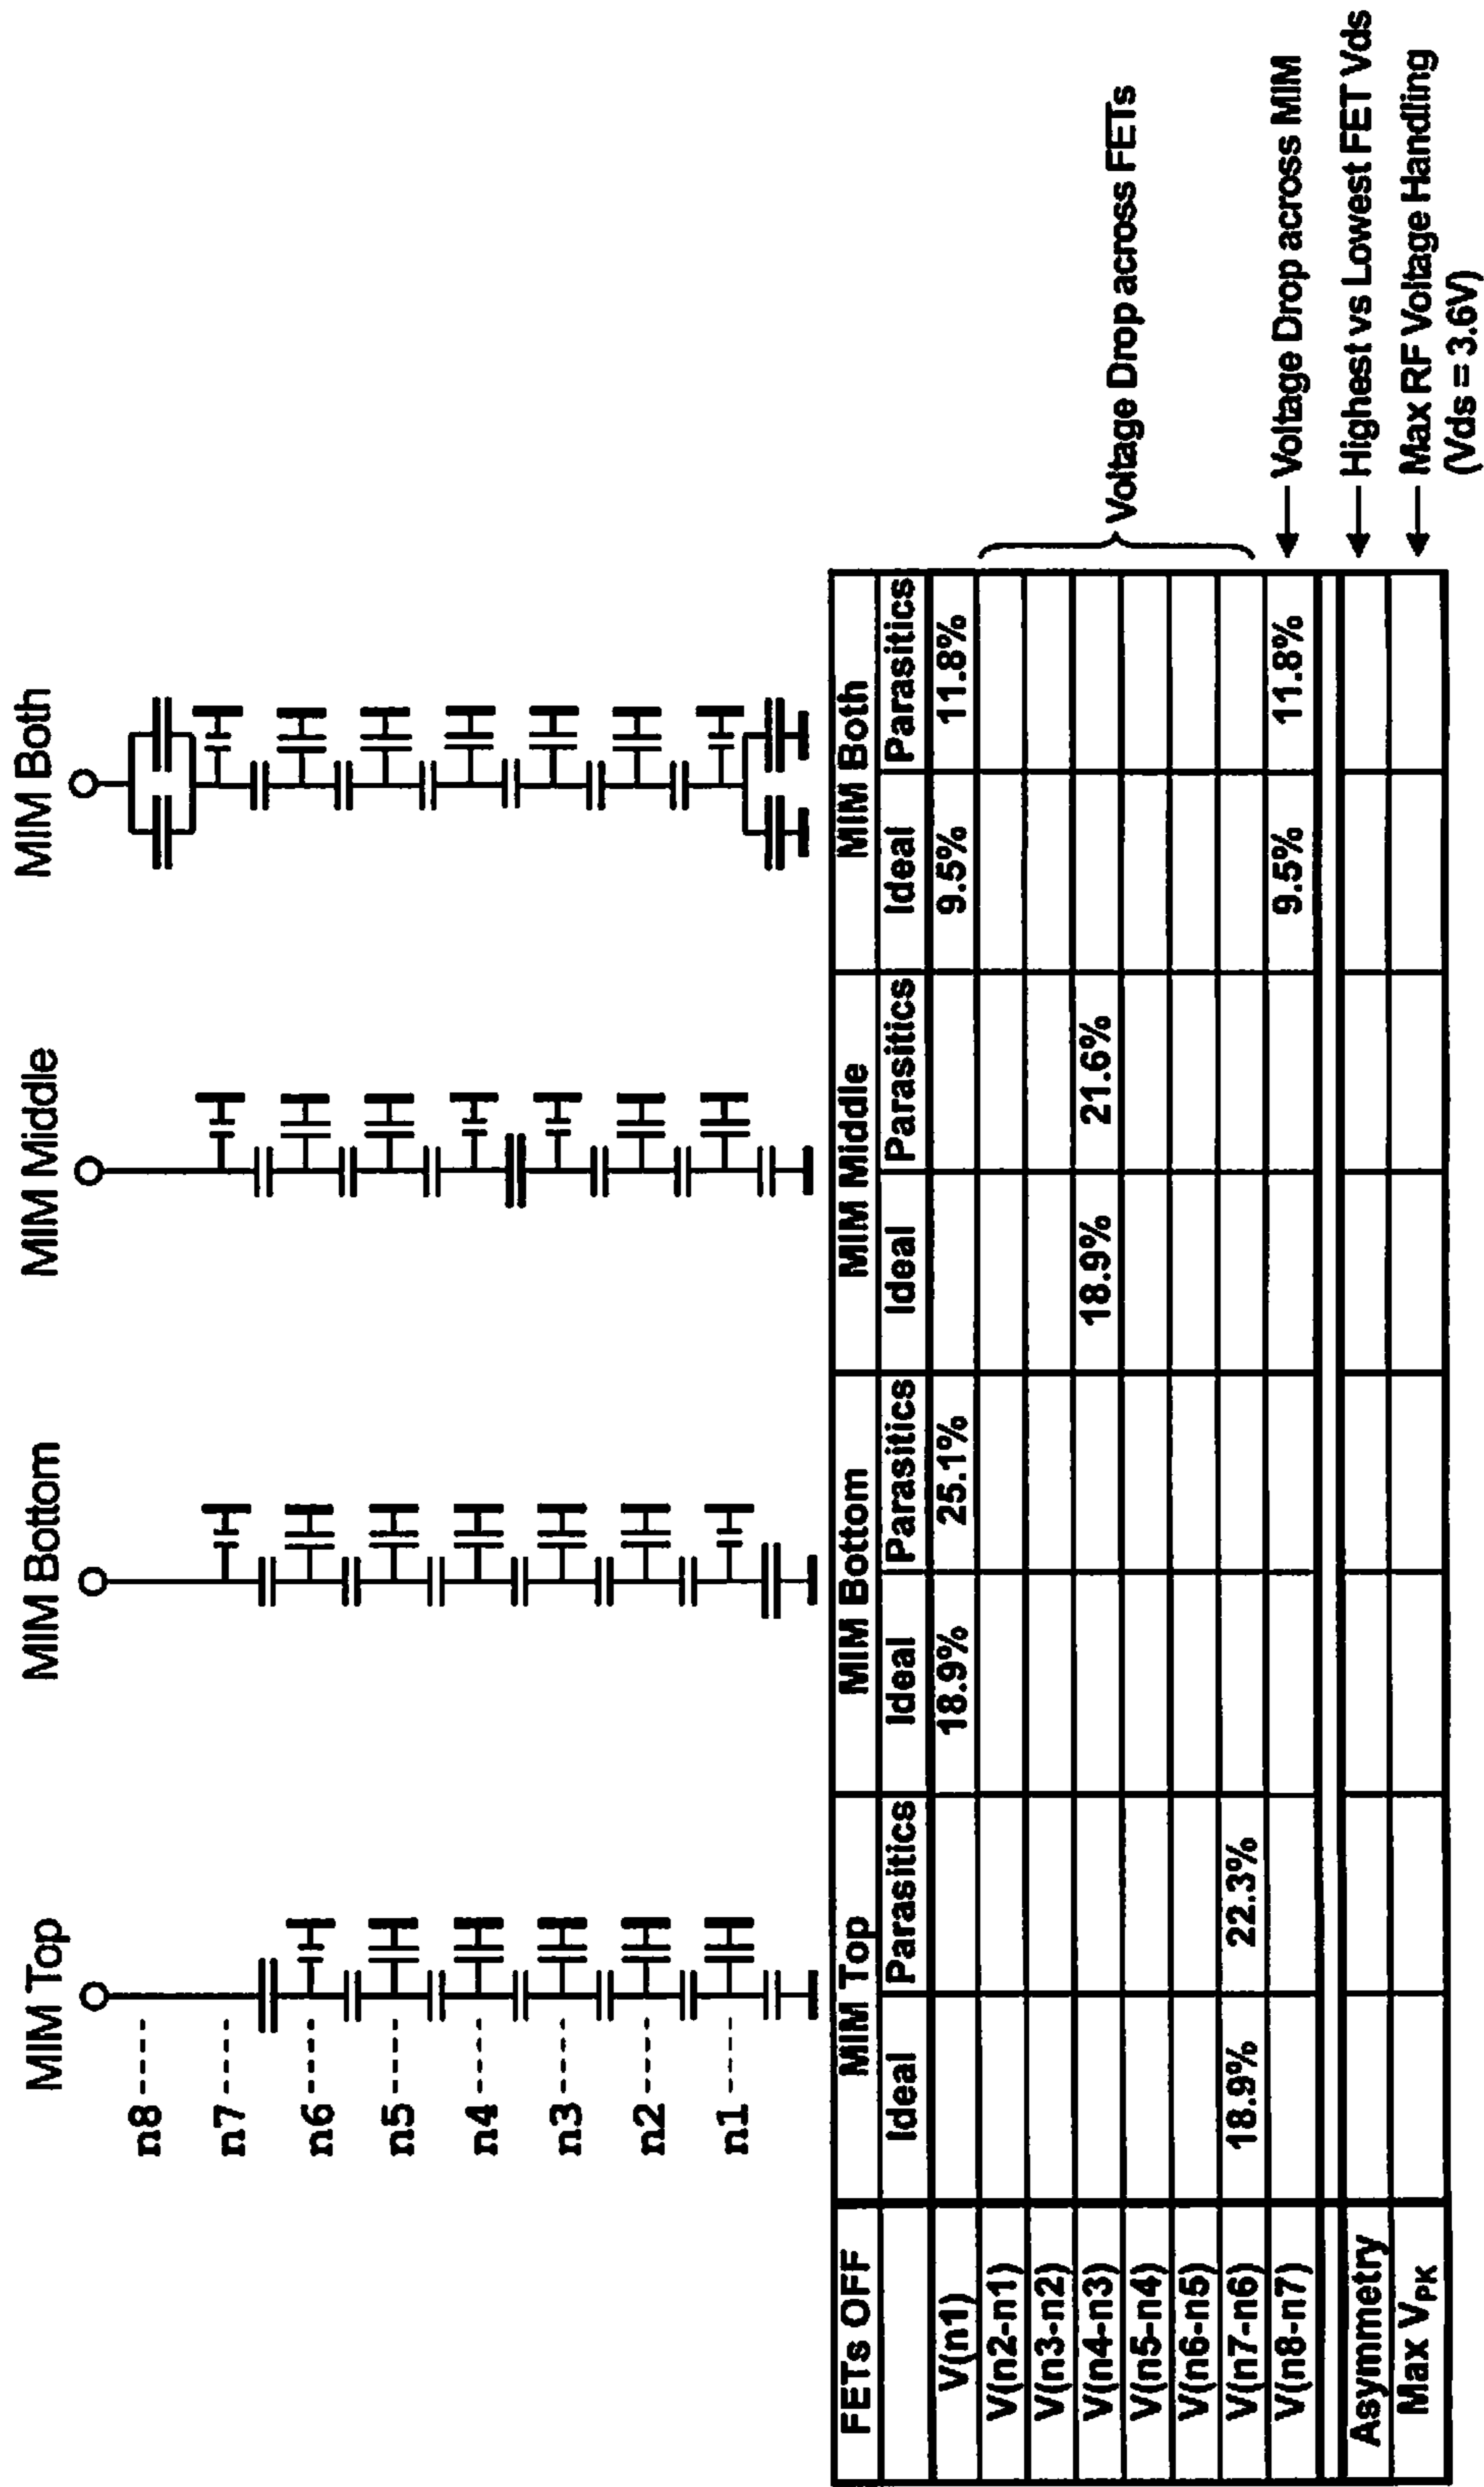 MIM Top
MIM Bottom
MIM Middle
MIM Both
n8
n7
n6
n5
n4
n3
n2
n1
FETs OFF MIM Top MIM Bottom MIM Middle MIM Both
Ideal Parasitics Ideal Parasitics Ideal Parasitics Ideal Parasitics
V(n1) 18.9% 25.1% 9.5% 11.8%
V(n2-n1)
V(n3-n2)
V(n4-n3) 18.9% 21.6%
V(n5-n4)
V(n6-n5)
V(n7-n6) 18.9% 22.3%
V(n8-n7) 9.5% 11.8%
Asymmetry
Max VPK
Voltage Drop across FETs
Voltage Drop across MIM
Highest vs Lowest FET Vds
Max RF Voltage Handling
(Vds = 3.6V)